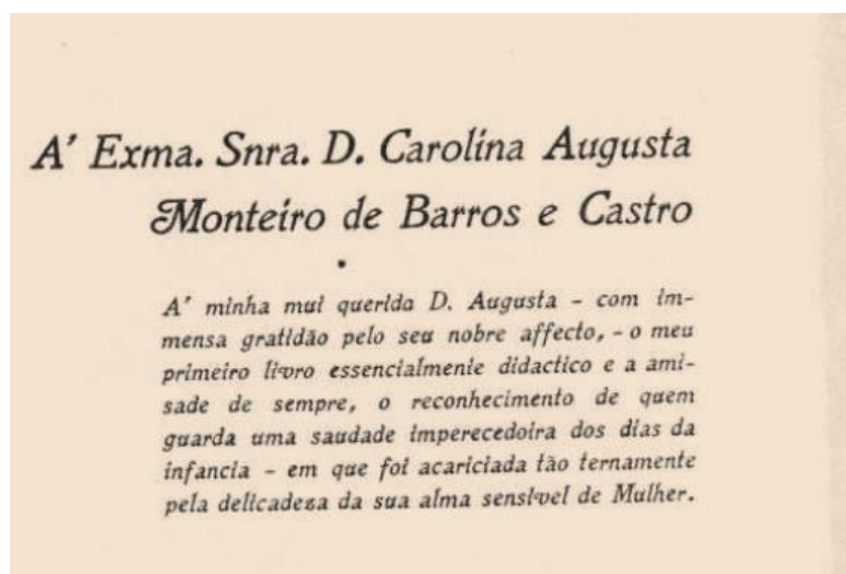 A' Exma. Snra. D. Carolina Augusta
Monteiro de Barros e Castro
A' minha mui querida D. Augusta - com im-
mensa gratidão pelo seu nobre affecto, - o meu
primeiro livro essencialmente didactico e a ami-
sade de sempre, o reconhecimento de quem
guarda uma saudade imperecedoira dos dias da
infancia - em que foi acariciada tão ternamente
pela delicadesa da sua alma sensivel de Mulher.